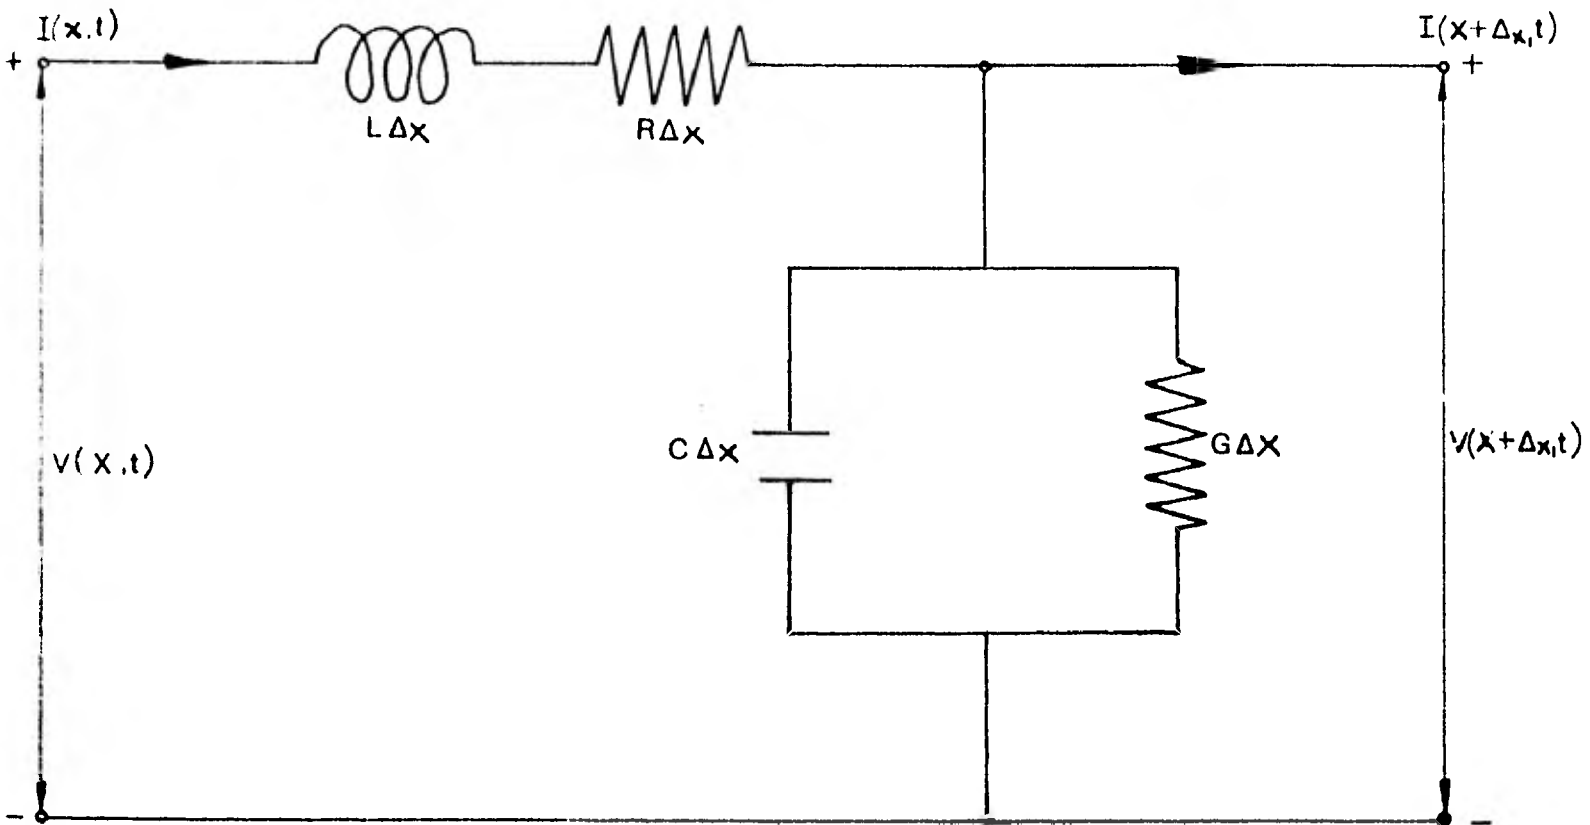 I(x,t)
I(x+Δx,t)
+
+
LΔx
RΔx
CΔx
GΔx
V(x,t)
V(x+Δx,t)
-
-